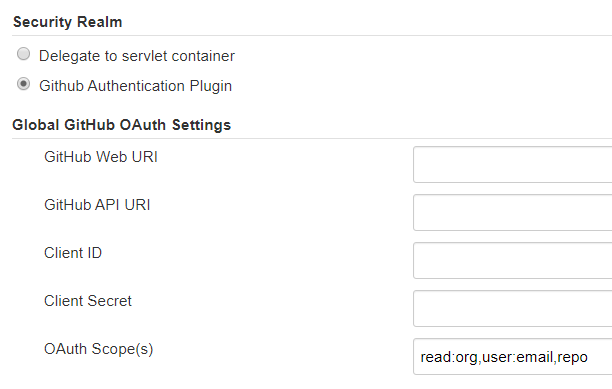 Security Realm
Delegate to servlet container
Github Authentication Plugin
Global GitHub OAuth Settings
GitHub Web URI
GitHub API URI
Client ID
Client Secret
OAuth Scope(s)
read:org,user:email,repo